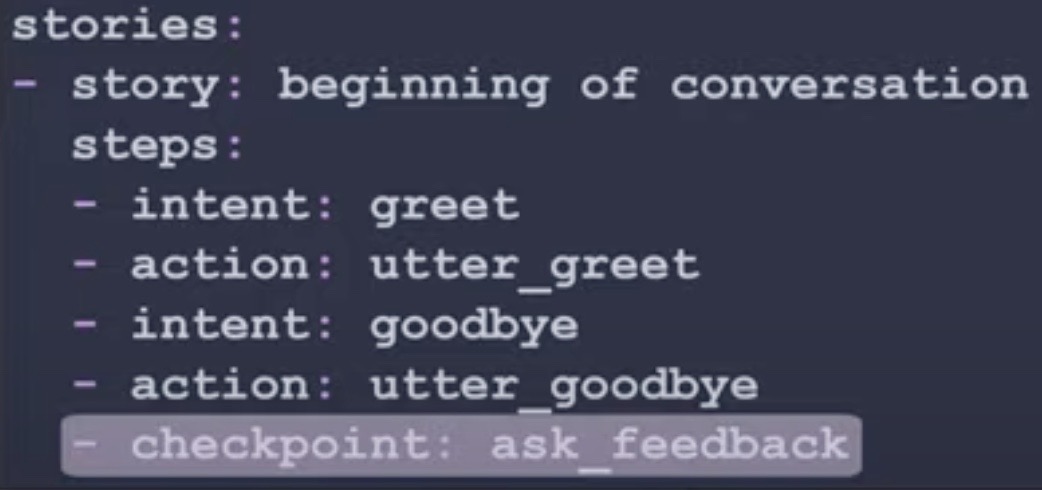 stories:
- story: beginning of conversation
steps:
- intent: greet
- action: utter_greet
- intent: goodbye
- action: utter_goodbye
- checkpoint: ask_feedback